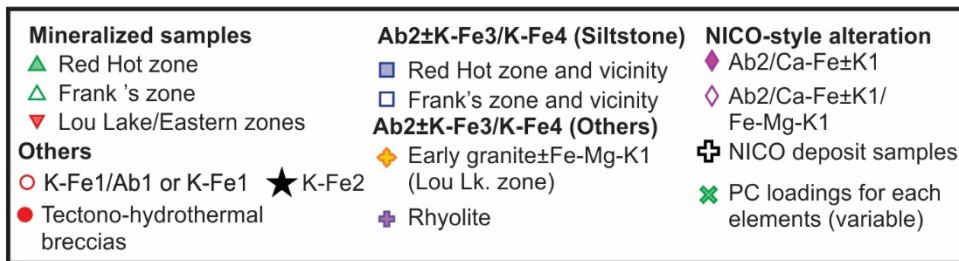 Mineralized samples
Red Hot zone
Frank 's zone
Lou Lake/Eastern zones
Others
K-Fe1/Ab1 or K-Fe1
K-Fe2
Tectono-hydrothermal
breccias
Ab2±K-Fe3/K-Fe4 (Siltstone)
Red Hot zone and vicinity
Frank's zone and vicinity
Ab2±K-Fe3/K-Fe4 (Others)
Early granite±Fe-Mg-K1
(Lou Lk. zone)
Rhyolite
NICO-style alteration
Ab2/Ca-Fe±K1
Ab2/Ca-Fe±K1/
Fe-Mg-K1
NICO deposit samples
PC loadings for each
elements (variable)